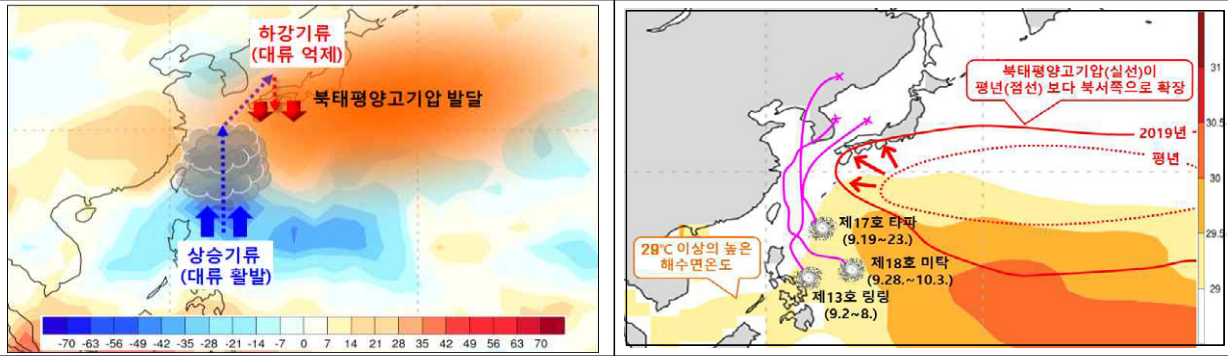 하강기류
(대류 억제)
북태평양고기압 발달
상승기류
(대류 활발)
-70 -63 -56 -49 -42 -35 -28 -21 -14 -7 0 7 14 21 28 35 42 49 56 63 70
북태평양고기압(실선)이
평년(점선) 보다 북서쪽으로 확장
2019년
평년
제17호 타파
(9.19~23.)
제18호 미탁
(9.28.~10.3.)
제13호 링링
(9.2~8.)
이상의 높은
해수면온도
31
30.5
30
29.5
29